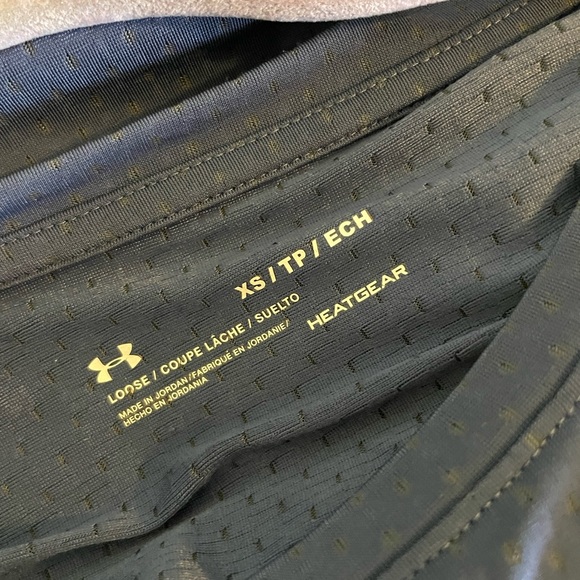 XS / TP / ECH
HEATGEAR
LOOSE / COUPE LÂCHE / SUELTO
MADE IN JORDAN / FABRIQUÉ EN JORDANIE /
HECHO EN JORDANIA